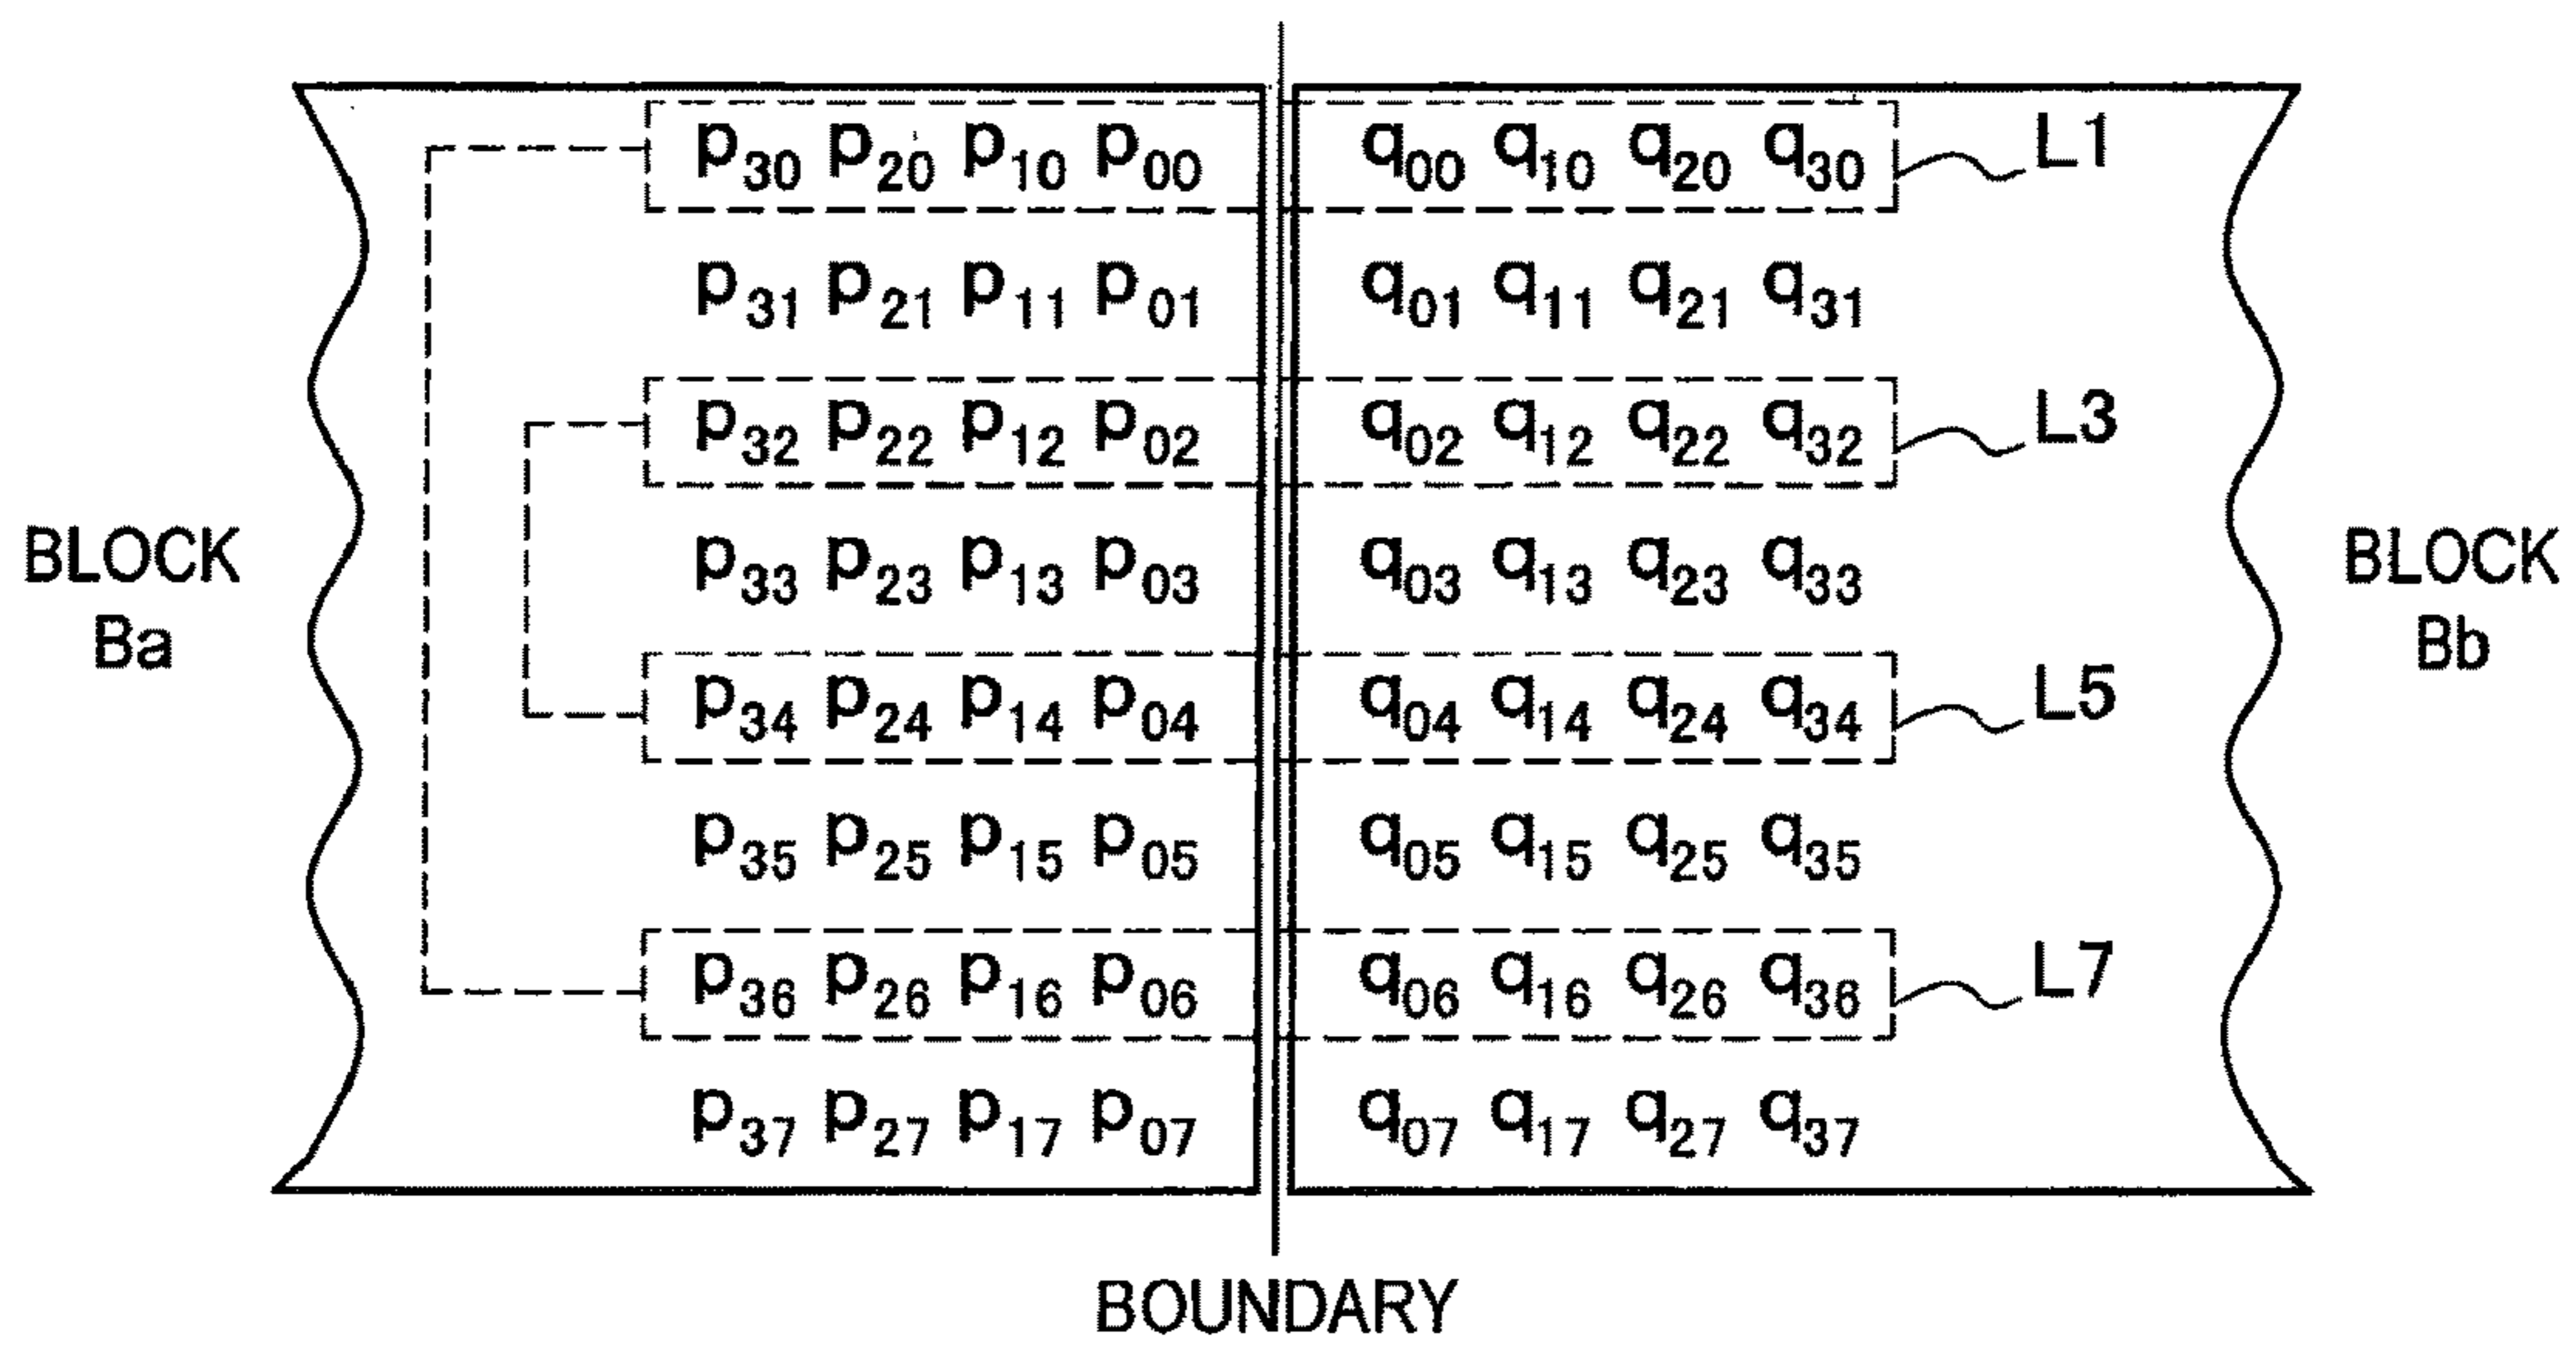 p30 p20 p10 p00 q00 q10 q20 q30 L1
p31 p21 p11 p01 q01 q11 q21 q31
p32 p22 p12 p02 q02 q12 q22 q32 L3
BLOCK Ba
p33 p23 p13 p03 q03 q13 q23 q33
BLOCK Bb
p34 p24 p14 p04 q04 q14 q24 q34 L5
p35 p25 p15 p05 q05 q15 q25 q35
p36 p26 p16 p06 q06 q16 q26 q36 L7
p37 p27 p17 p07 q07 q17 q27 q37
BOUNDARY